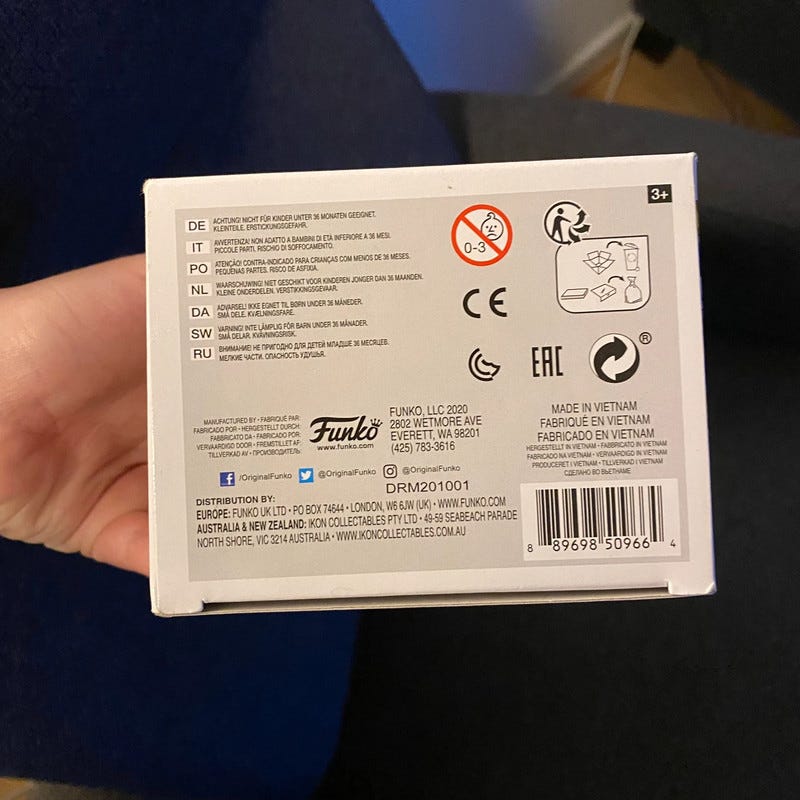 3+
DE ACHTUNG! NICHT FÜR KINDER UNTER 36 MONATEN GEEIGNET.
KLEINTEILE. ERSTICKUNGSGEFAHR.
IT AVVERTENZA! NON ADATTO A BAMBINI DI ETÀ INFERIORE A 36 MESI.
PICCOLE PARTI. RISCHIO DI SOFFOCAMENTO.
PO ATENÇÃO! CONTRA-INDICADO PARA CRIANÇAS COM MENOS DE 36 MESES.
PEQUENAS PARTES. RISCO DE ASFIXIA.
NL WAARSCHUWING! NIET GESCHIKT VOOR KINDEREN JONGER DAN 36 MAANDEN.
KLEINE ONDERDELEN. VERSTIKKINGSGEVAAR.
DA ADVARSEL! IKKE EGNET TIL BØRN UNDER 36 MÅNEDER.
SMÅ DELE. KVÆLNINGSFARE.
SW VARNING! INTE LÄMPLIG FÖR BARN UNDER 36 MÅNADER.
SMÅ DELAR. KVÄVNINGSRISK.
RU ВНИМАНИЕ! НЕ ПРИГОДНО ДЛЯ ДЕТЕЙ МЛАДШЕ 36 МЕСЯЦЕВ.
МЕЛКИЕ ЧАСТИ. ОПАСНОСТЬ УДУШЬЯ.
0-3
CE
EAC
®
MANUFACTURED BY • FABRIQUÉ PAR:
FABRICADO POR • HERGESTELLT DURCH:
FABBRICATO DA • FABRICADO POR:
VERVAARDIGD DOOR • FREMSTILLET AF:
TILLVERKAD AV • ПРОИЗВОДИТЕЛЬ:
Funko
www.funko.com
FUNKO, LLC 2020
2802 WETMORE AVE
EVERETT, WA 98201
(425) 783-3616
/OriginalFunko @OriginalFunko @OriginalFunko
DRM201001
DISTRIBUTION BY:
EUROPE: FUNKO UK LTD • PO BOX 74644 • LONDON, W6 6JW (UK) • WWW.FUNKO.COM
AUSTRALIA & NEW ZEALAND: IKON COLLECTABLES PTY LTD • 49-59 SEABEACH PARADE
NORTH SHORE, VIC 3214 AUSTRALIA • WWW.IKONCOLLECTABLES.COM.AU
MADE IN VIETNAM
FABRIQUÉ EN VIETNAM
FABRICADO EN VIETNAM
HERGESTELLT IN VIETNAM • FABBRICATO IN VIETNAM
FABRICADO NA VIETNAM • VERVAARDIGD IN VIETNAM
PRODUCERET I VIETNAM • TILLVERKAD I VIETNAM
СДЕЛАНО ВО ВЬЕТНАМЕ
8 89698 50966 4